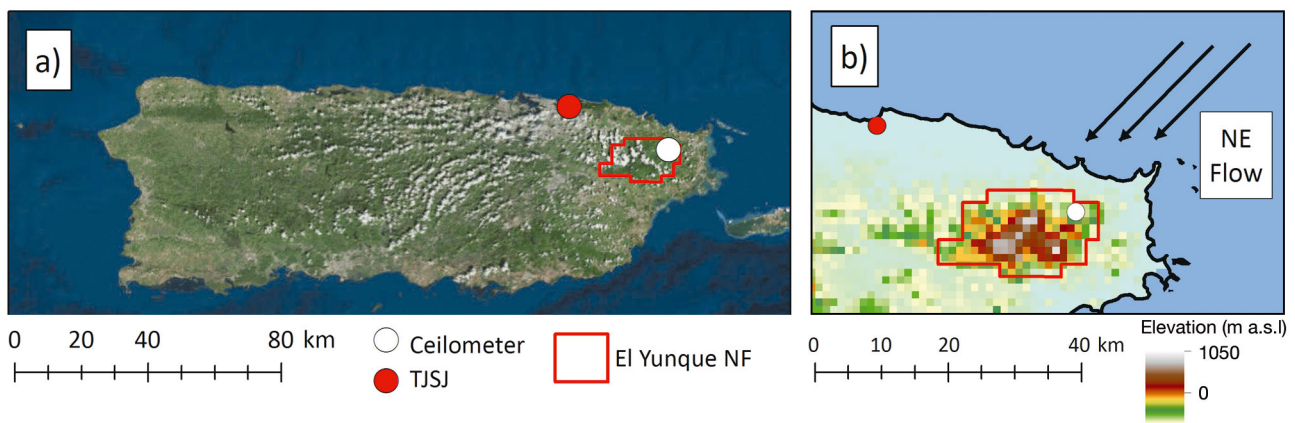 a)
b)
NE
Flow
0 20 40 80 km
Ceilometer
TJSJ
El Yunque NF
0 10 20 40 km
Elevation (m a.s.l)
1050
0